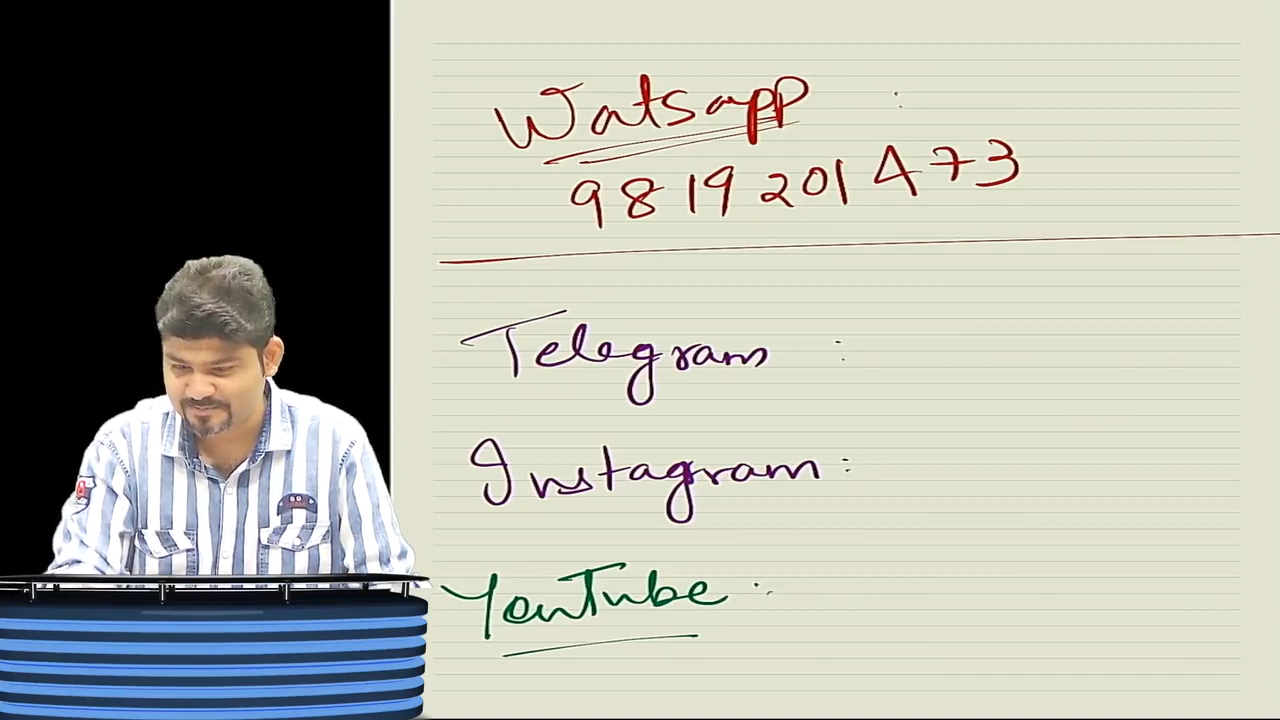 Watsapp :
9819201473
Telegram :
Instagram :
YouTube :